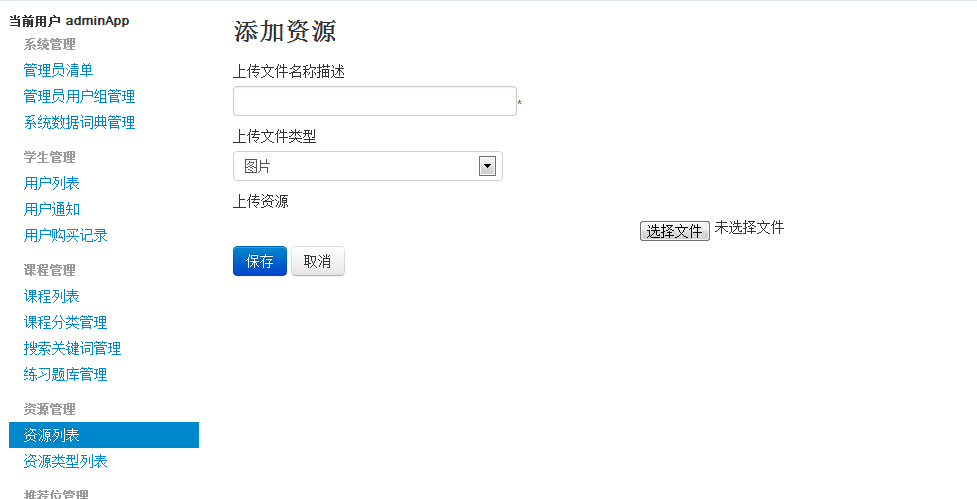 当前用户 adminApp
系统管理
管理员清单
管理员用户组管理
系统数据词典管理
学生管理
用户列表
用户通知
用户购买记录
课程管理
课程列表
课程分类管理
搜索关键词管理
练习题库管理
资源管理
资源列表
资源类型列表
推荐位管理
添加资源
上传文件名称描述
*
上传文件类型
图片
上传资源
选择文件 未选择文件
保存 取消